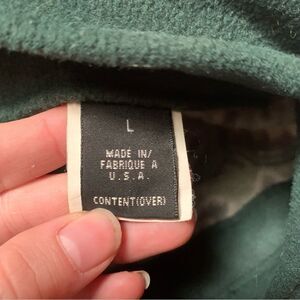 L
MADE IN/
FABRIQUE A
U.S.A.
CONTENT(OVER)